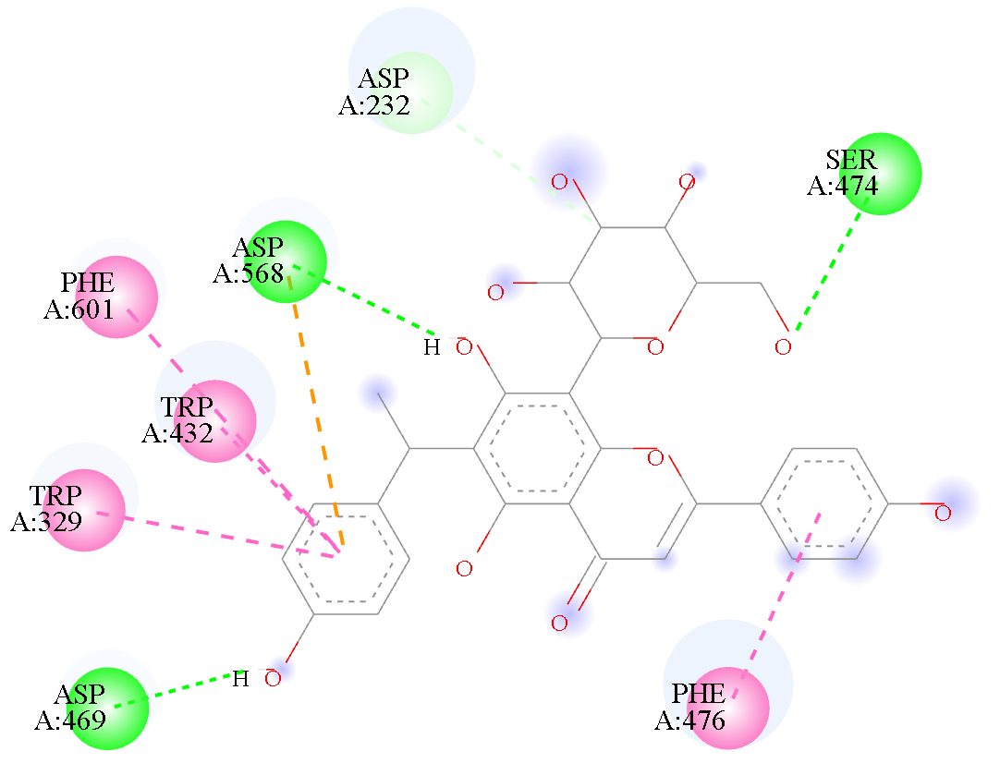 ASP
A:232
SER
A:474
O
O
ASP
A:568
PHE
A:601
O
H
O
O
O
TRP
A:432
O
TRP
A:329
O
O
O
H
O
ASP
A:469
PHE
A:476